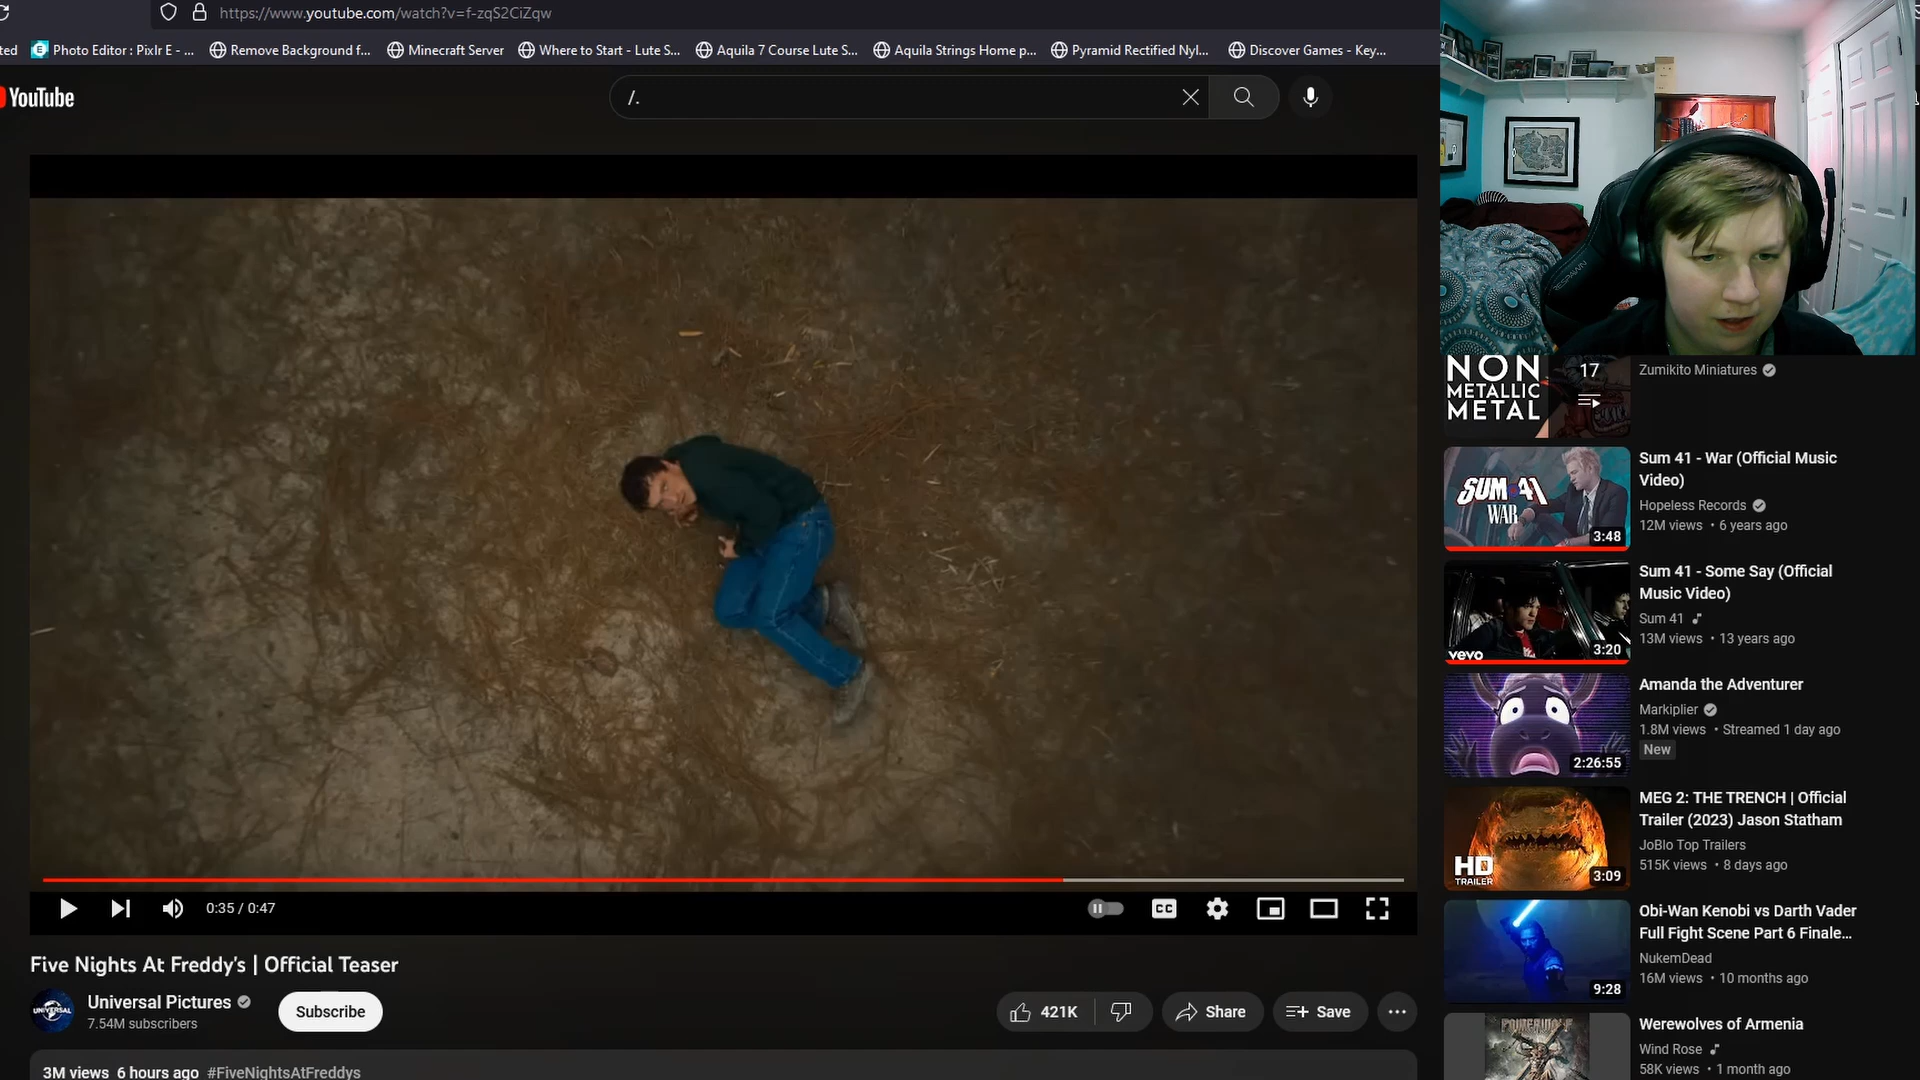 https://www.youtube.com/watch?v=f-zqS2CiZqw
ted
Photo Editor : Pixlr E - ...
Remove Background f...
Minecraft Server
Where to Start - Lute S...
Aquila 7 Course Lute S...
Aquila Strings Home p...
Pyramid Rectified Nyl...
Discover Games - Key...
YouTube
/.
0:35 / 0:47
CC
Five Nights At Freddy's | Official Teaser
UNIVERSAL
Universal Pictures
7.54M subscribers
Subscribe
421K
Share
Save
3M views 6 hours ago #FiveNightsAtFreddys
NON
METALLIC
METAL
17
Zumikito Miniatures
SUM 41
WAR
3:48
Sum 41 - War (Official Music
Video)
Hopeless Records
12M views • 6 years ago
vevo
3:20
Sum 41 - Some Say (Official
Music Video)
Sum 41
13M views • 13 years ago
2:26:55
Amanda the Adventurer
Markiplier
1.8M views • Streamed 1 day ago
New
HD
TRAILER
3:09
MEG 2: THE TRENCH | Official
Trailer (2023) Jason Statham
JoBlo Top Trailers
515K views • 8 days ago
9:28
Obi-Wan Kenobi vs Darth Vader
Full Fight Scene Part 6 Finale...
NukemDead
16M views • 10 months ago
POWERWOLF
Werewolves of Armenia
Wind Rose
58K views • 1 month ago